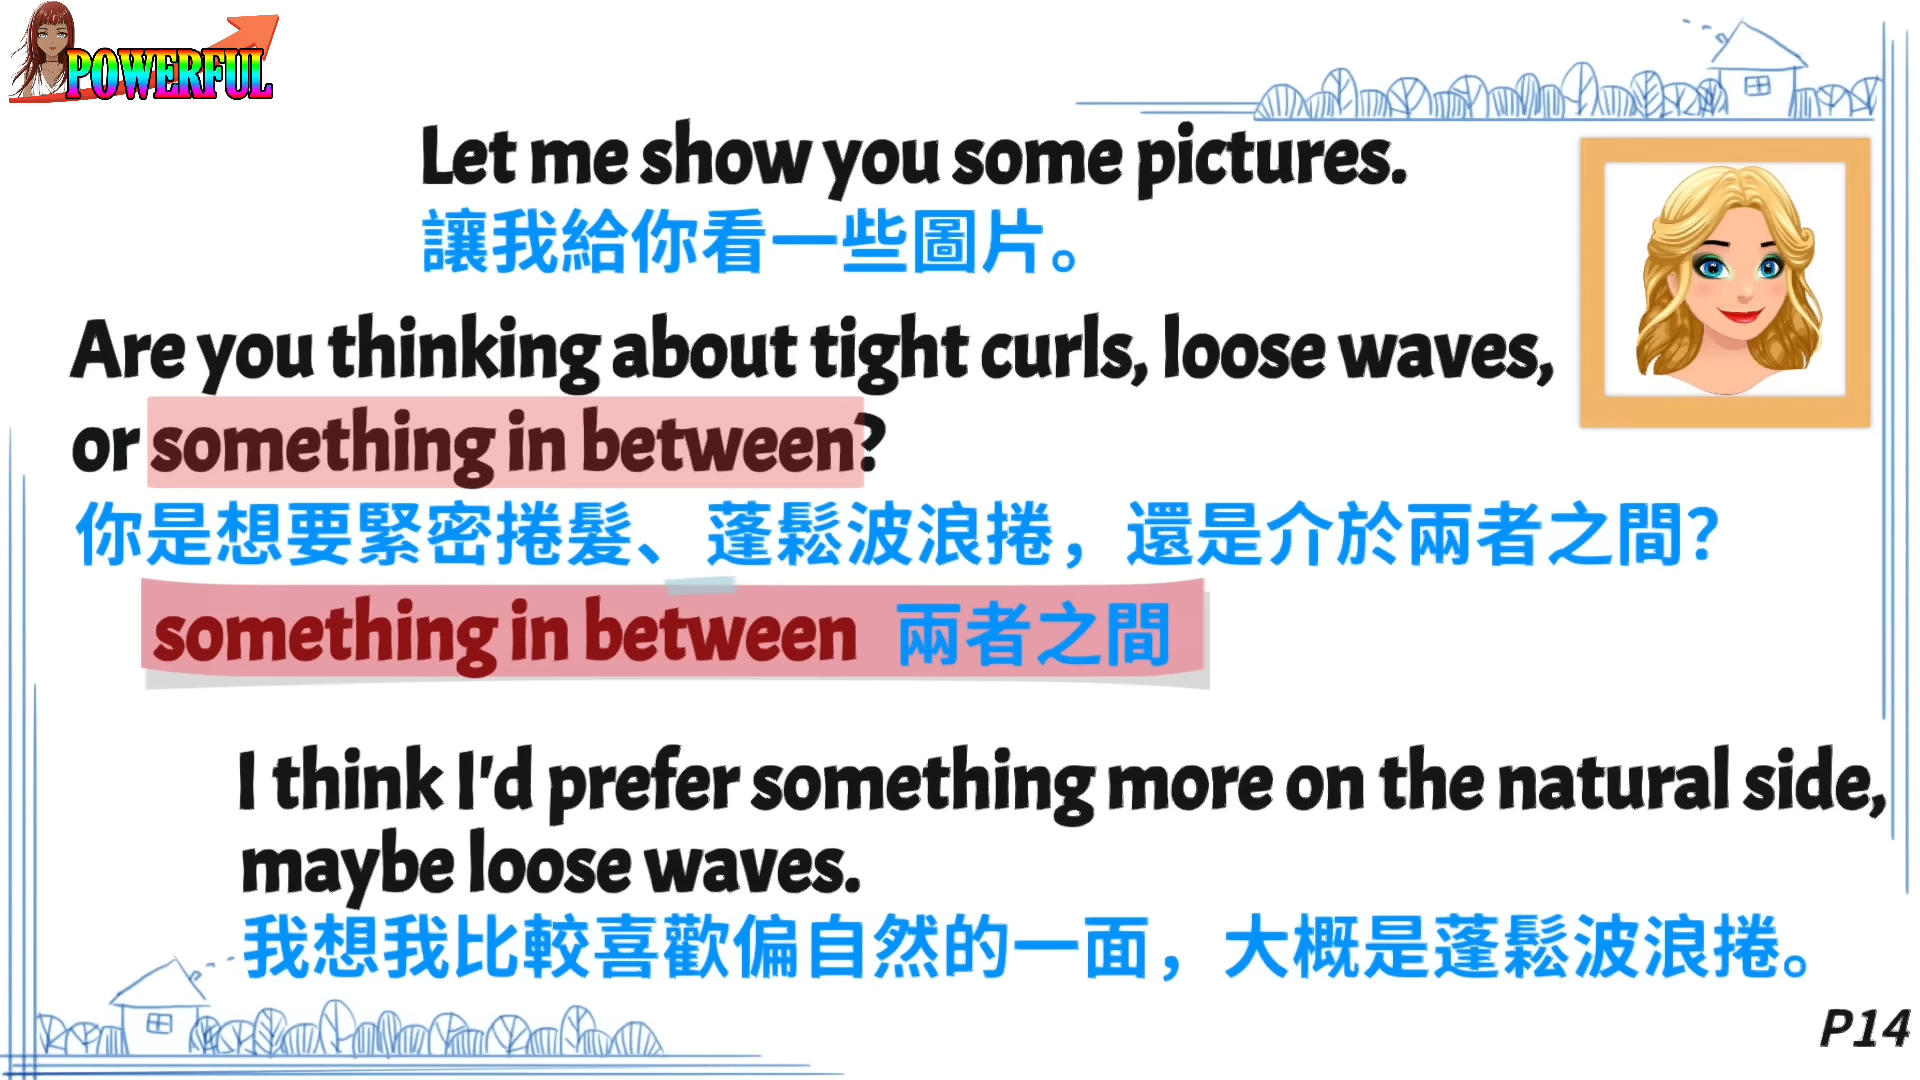 POWERFUL
Let me show you some pictures.
讓我給你看一些圖片。
Are you thinking about tight curls, loose waves,
or something in between?
你是想要緊密捲髮、蓬鬆波浪捲，還是介於兩者之間?
something in between 兩者之間
I think I'd prefer something more on the natural side,
maybe loose waves.
我想我比較喜歡偏自然的一面，大概是蓬鬆波浪捲。
P14